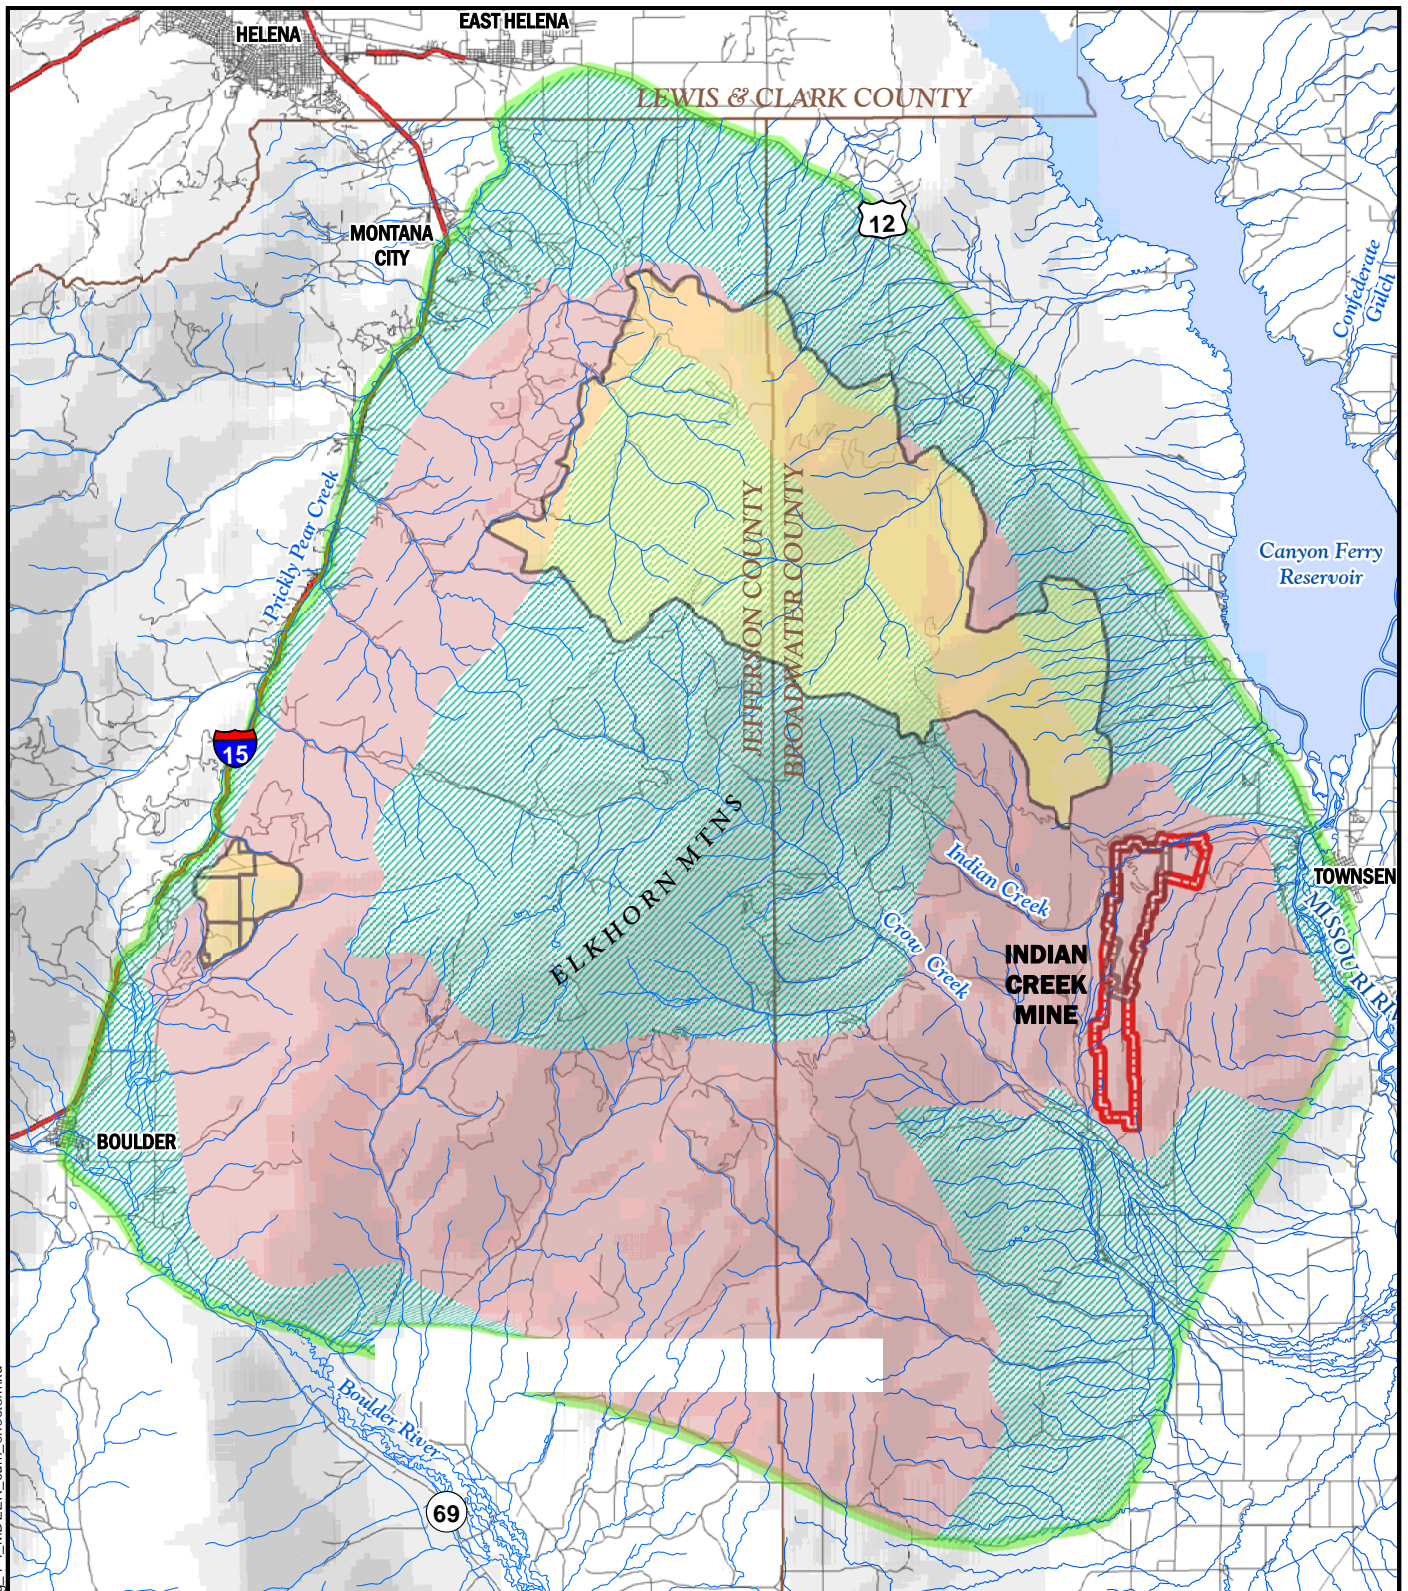 EAST HELENA
HELENA
LEWIS & CLARK COUNTY
12
MONTANA
CITY
Confederate
Gulch
Prickly Pear Creek
JEFFERSON COUNTY
BROADWATER COUNTY
Canyon Ferry
Reservoir
15
ELKHORN MTNS
Indian Creek
TOWNSEN
Crow Creek
MISSOURI RIV
INDIAN
CREEK
MINE
BOULDER
Boulder River
69